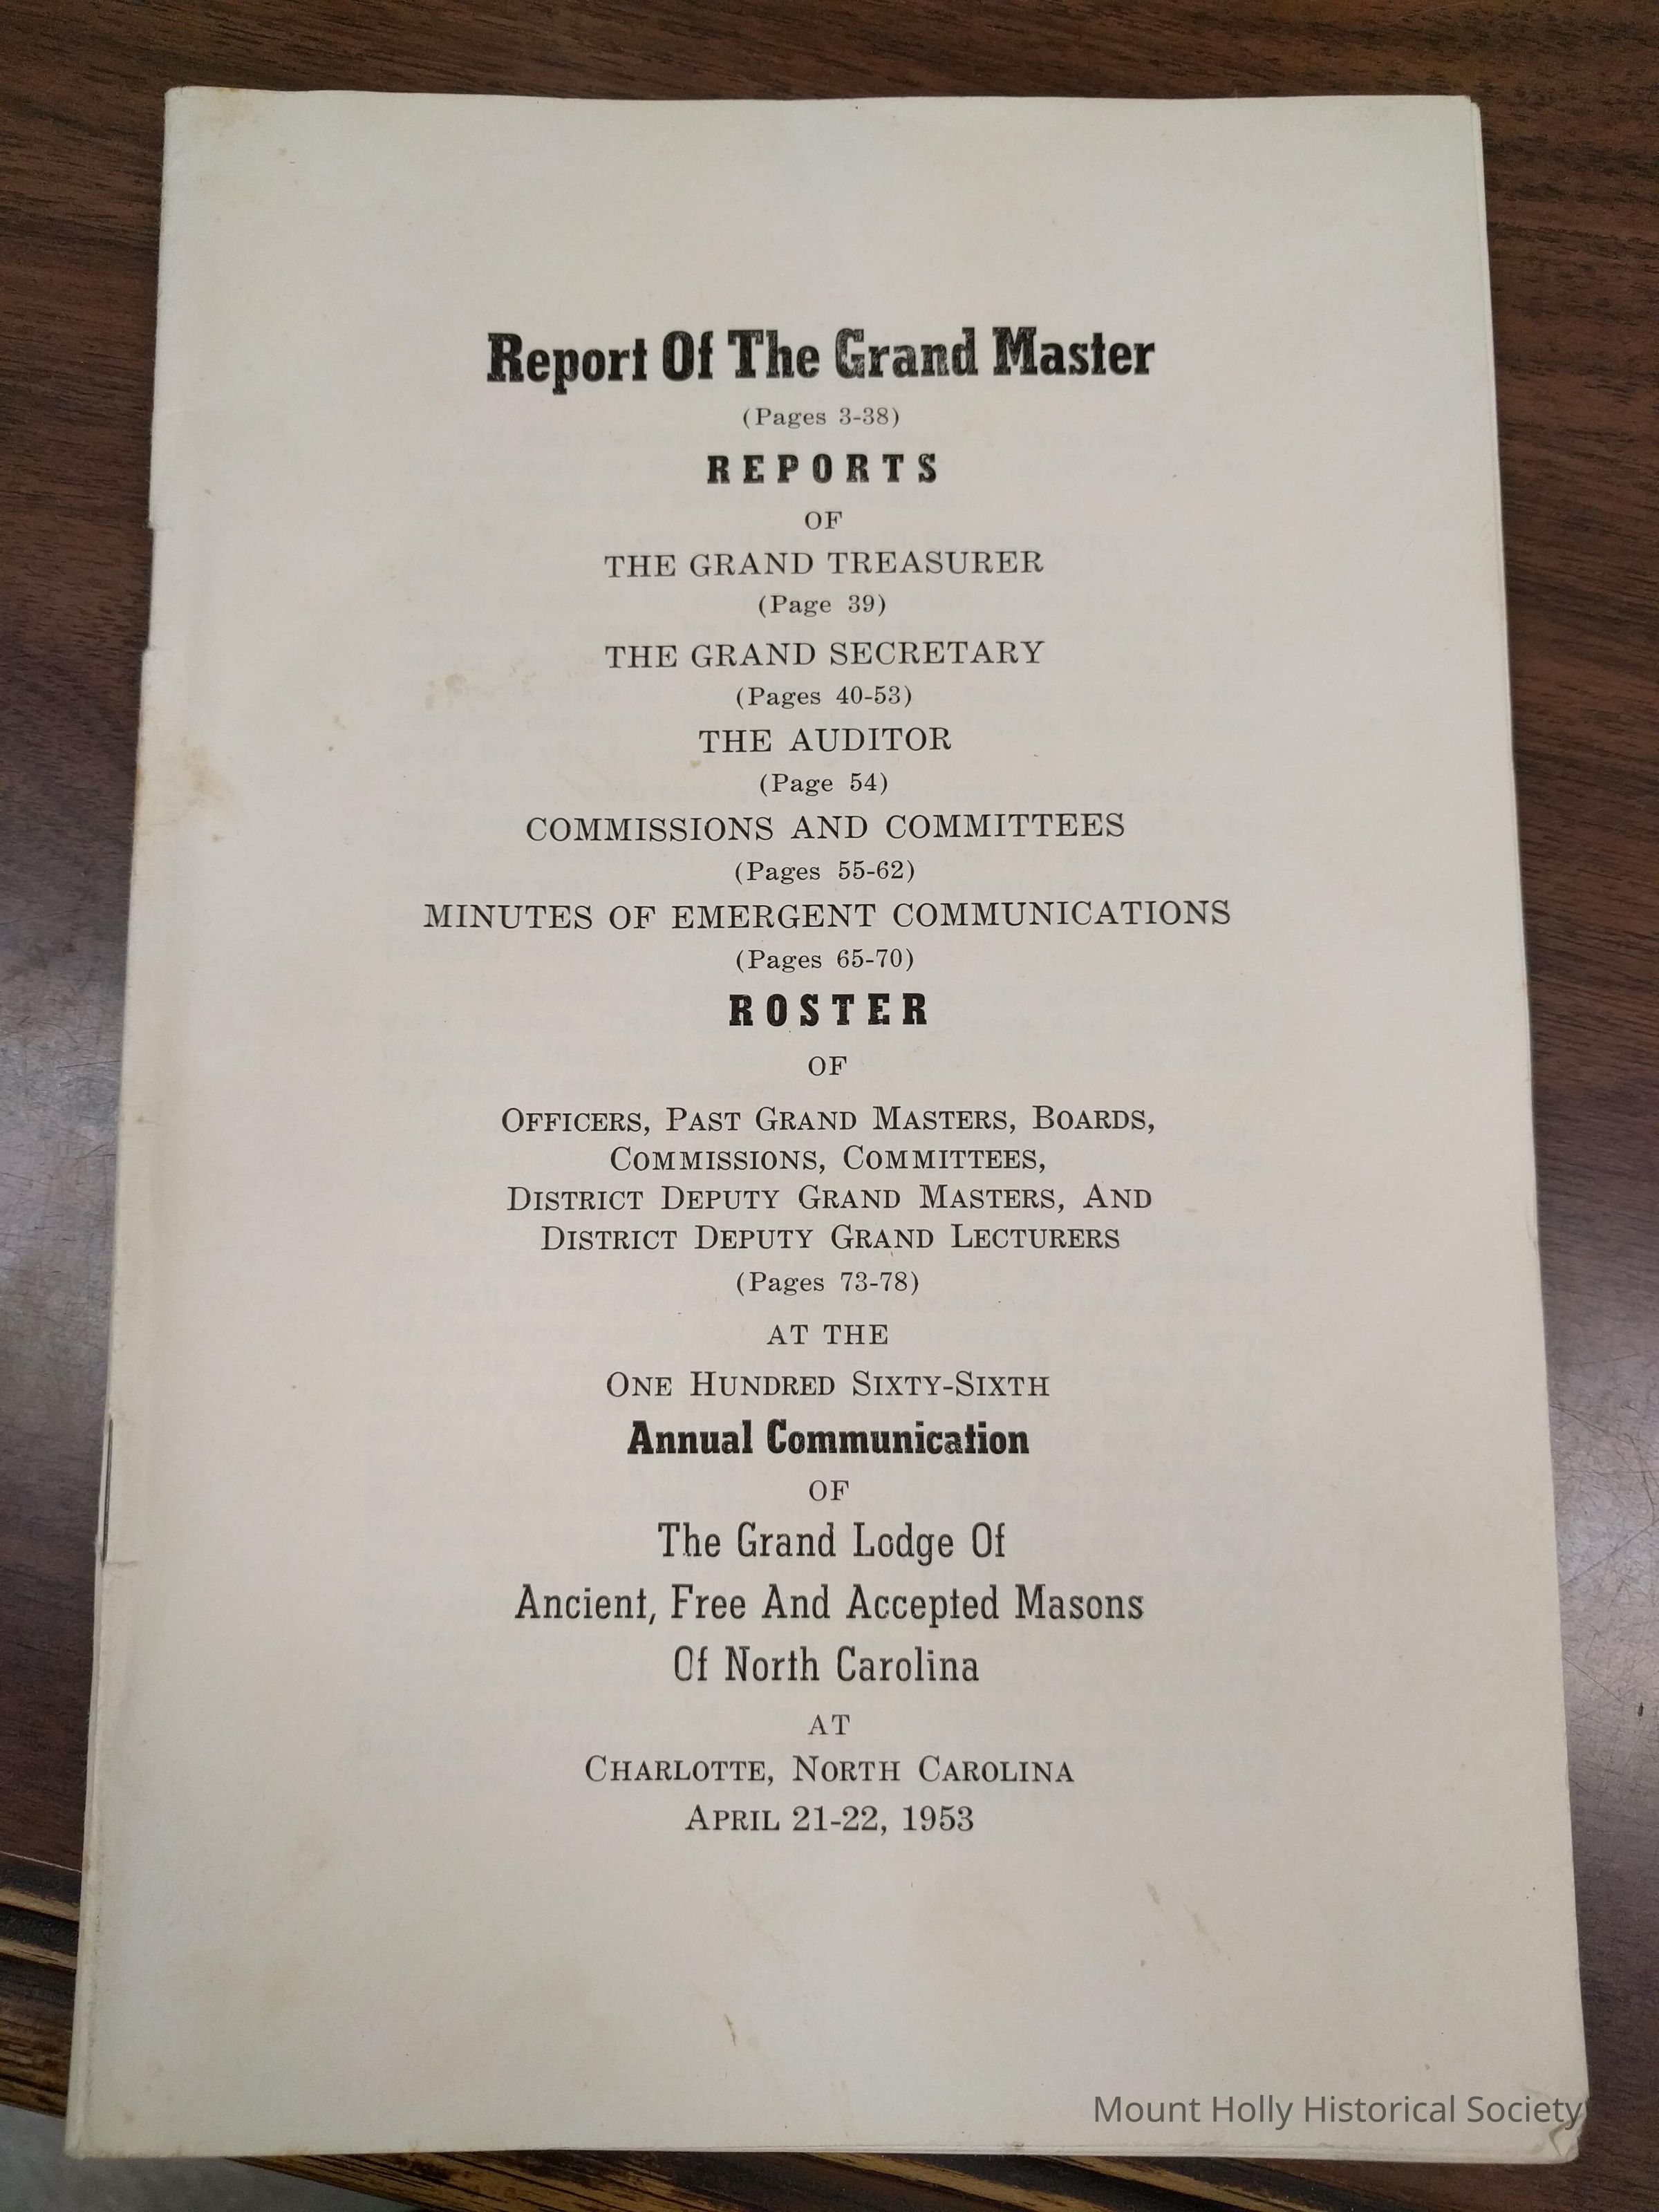 Report Of The Grand Master
(Pages 3-38)
REPORTS
OF
THE GRAND TREASURER
(Page 39)
THE GRAND SECRETARY
(Pages 40-53)
THE AUDITOR
(Page 54)
COMMISSIONS AND COMMITTEES
(Pages 55-62)
MINUTES OF EMERGENT COMMUNICATIONS
(Pages 65-70)
ROSTER
OF
OFFICERS, PAST GRAND MASTERS, BOARDS,
COMMISSIONS, COMMITTEES,
DISTRICT DEPUTY GRAND MASTERS, AND
DISTRICT DEPUTY GRAND LECTURERS
(Pages 73-78)
AT THE
ONE HUNDRED SIXTY-SIXTH
Annual Communication
OF
The Grand Lodge Of
Ancient, Free And Accepted Masons
Of North Carolina
AT
CHARLOTTE, NORTH CAROLINA
APRIL 21-22, 1953
Mount Holly Historical Society